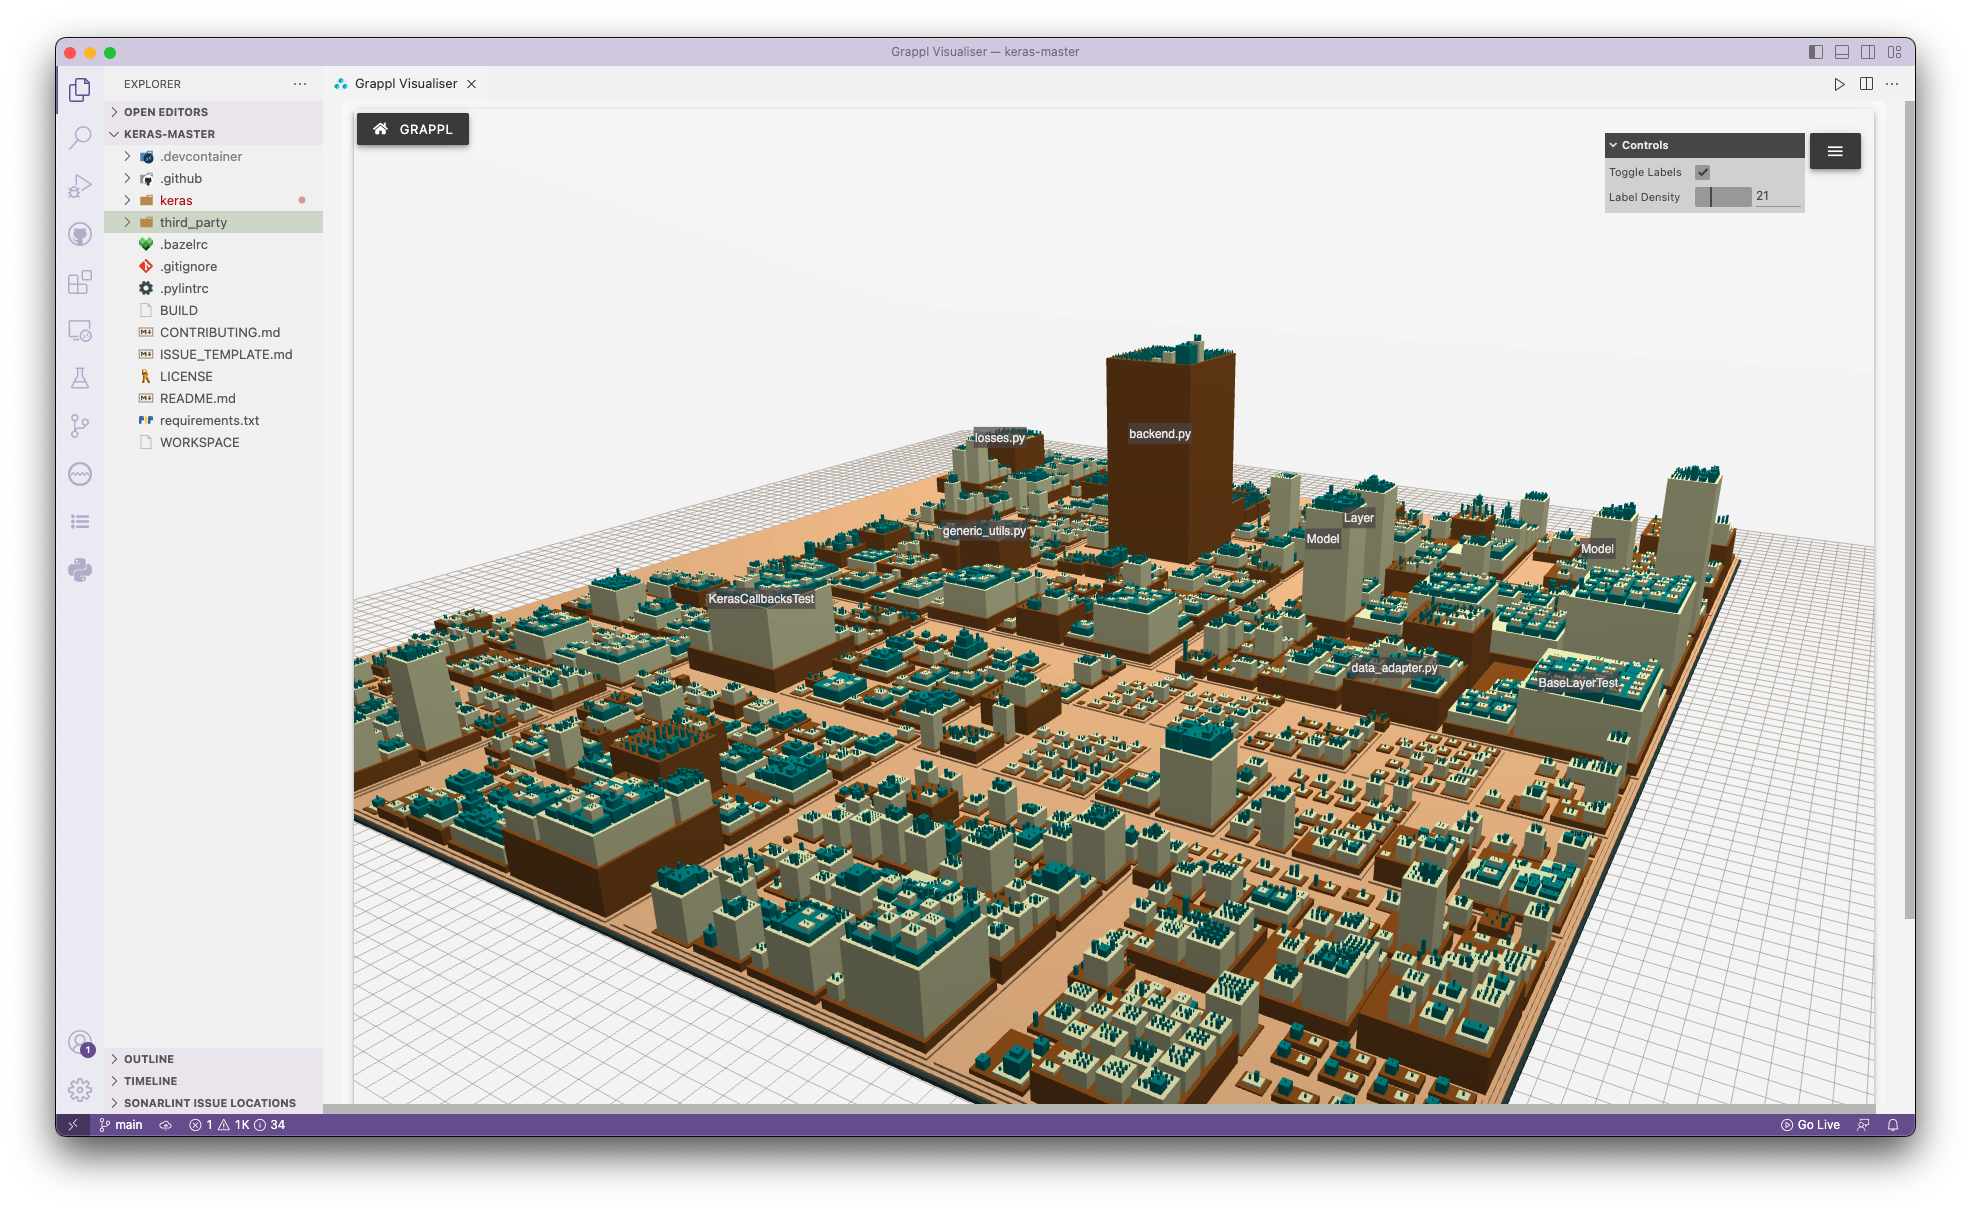 Grappl Visualiser — keras-master
EXPLORER
Grappl Visualiser
OPEN EDITORS
KERAS-MASTER
.devcontainer
.github
keras
third_party
.bazelrc
.gitignore
.pylintrc
BUILD
CONTRIBUTING.md
ISSUE_TEMPLATE.md
LICENSE
README.md
requirements.txt
WORKSPACE
GRAPPL
Controls
Toggle Labels
Label Density 21
losses.py
backend.py
generic_utils.py
Layer
Model
Model
KerasCallbacksTest
data_adapter.py
BaseLayerTest
1
OUTLINE
TIMELINE
SONARLINT ISSUE LOCATIONS
main 1 1K 34
Go Live